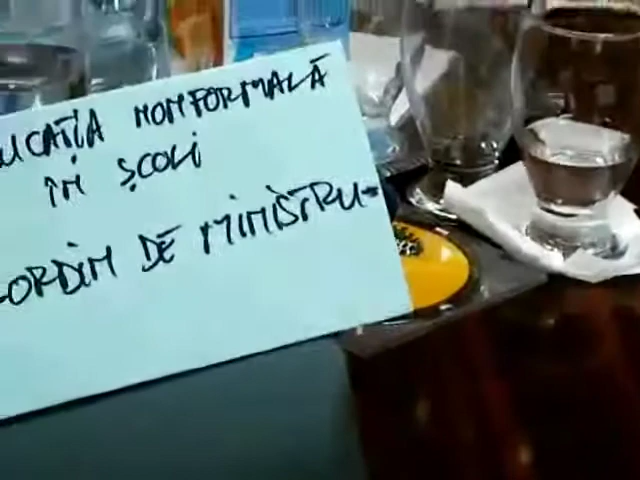 UCAȚIA NONFORMALĂ
ÎN ȘCOLI
-ORDIN DE MINISTRU-